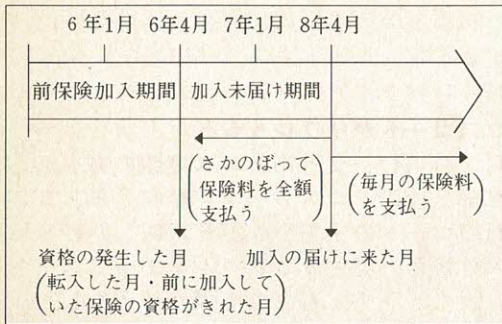 6年1月 6年4月 7年1月 8年4月
前保険加入期間 加入未届け期間
(さかのぼって
保険料を全額
支払う)
(毎月の保険料
を支払う)
資格の発生した月 加入の届けに来た月
(転入した月・前に加入して
いた保険の資格がきれた月)